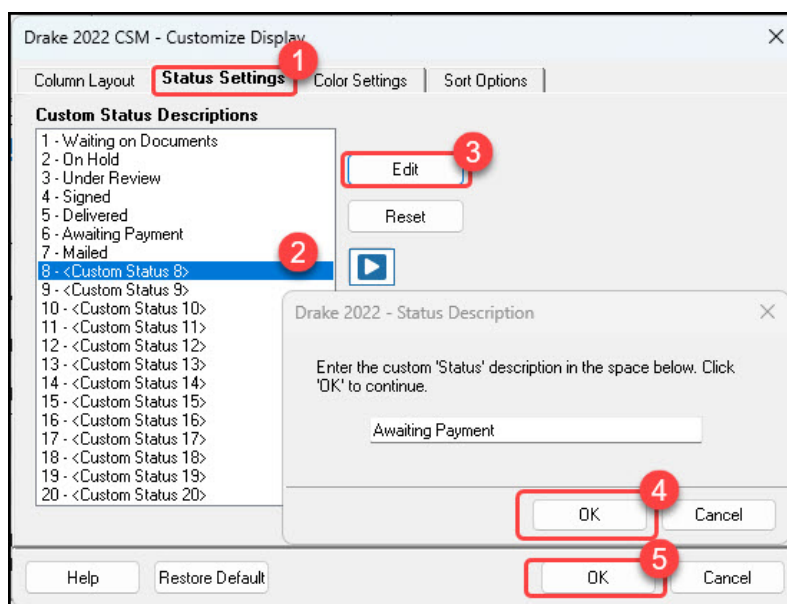 Drake 2022 CSM - Customize Display
1
Column Layout Status Settings Color Settings Sort Options
Custom Status Descriptions
1 - Waiting on Documents
2 - On Hold
3 - Under Review
4 - Signed
5 - Delivered
6 - Awaiting Payment
7 - Mailed
8 - <Custom Status 8>
9 - <Custom Status 9>
10 - <Custom Status 10>
11 - <Custom Status 11>
12 - <Custom Status 12>
13 - <Custom Status 13>
14 - <Custom Status 14>
15 - <Custom Status 15>
16 - <Custom Status 16>
17 - <Custom Status 17>
18 - <Custom Status 18>
19 - <Custom Status 19>
20 - <Custom Status 20>
2
3
Edit
Reset
Drake 2022 - Status Description
Enter the custom 'Status' description in the space below. Click
'OK' to continue.
Awaiting Payment
4
OK Cancel
5
Help Restore Default OK Cancel